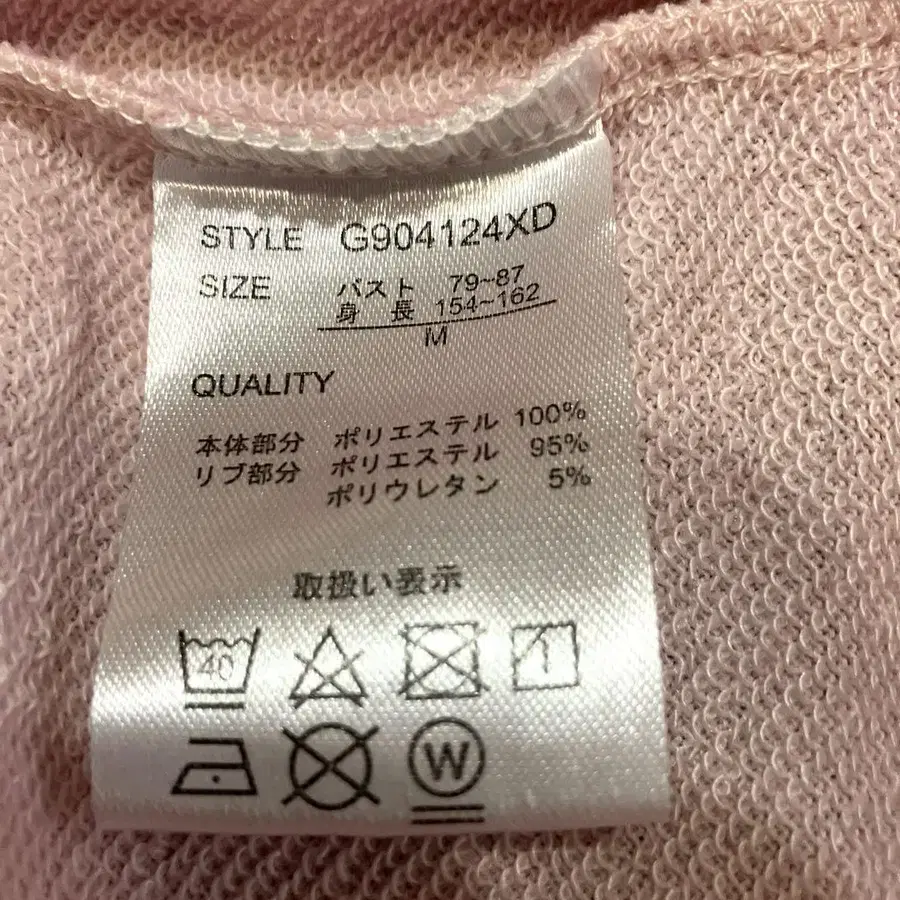 STYLE G904124XD
SIZE バスト 79~87
身 長 154~162
M
QUALITY
本体部分 ポリエステル 100%
リブ部分 ポリエステル 95%
ポリウレタン 5%
取扱い表示
40
W